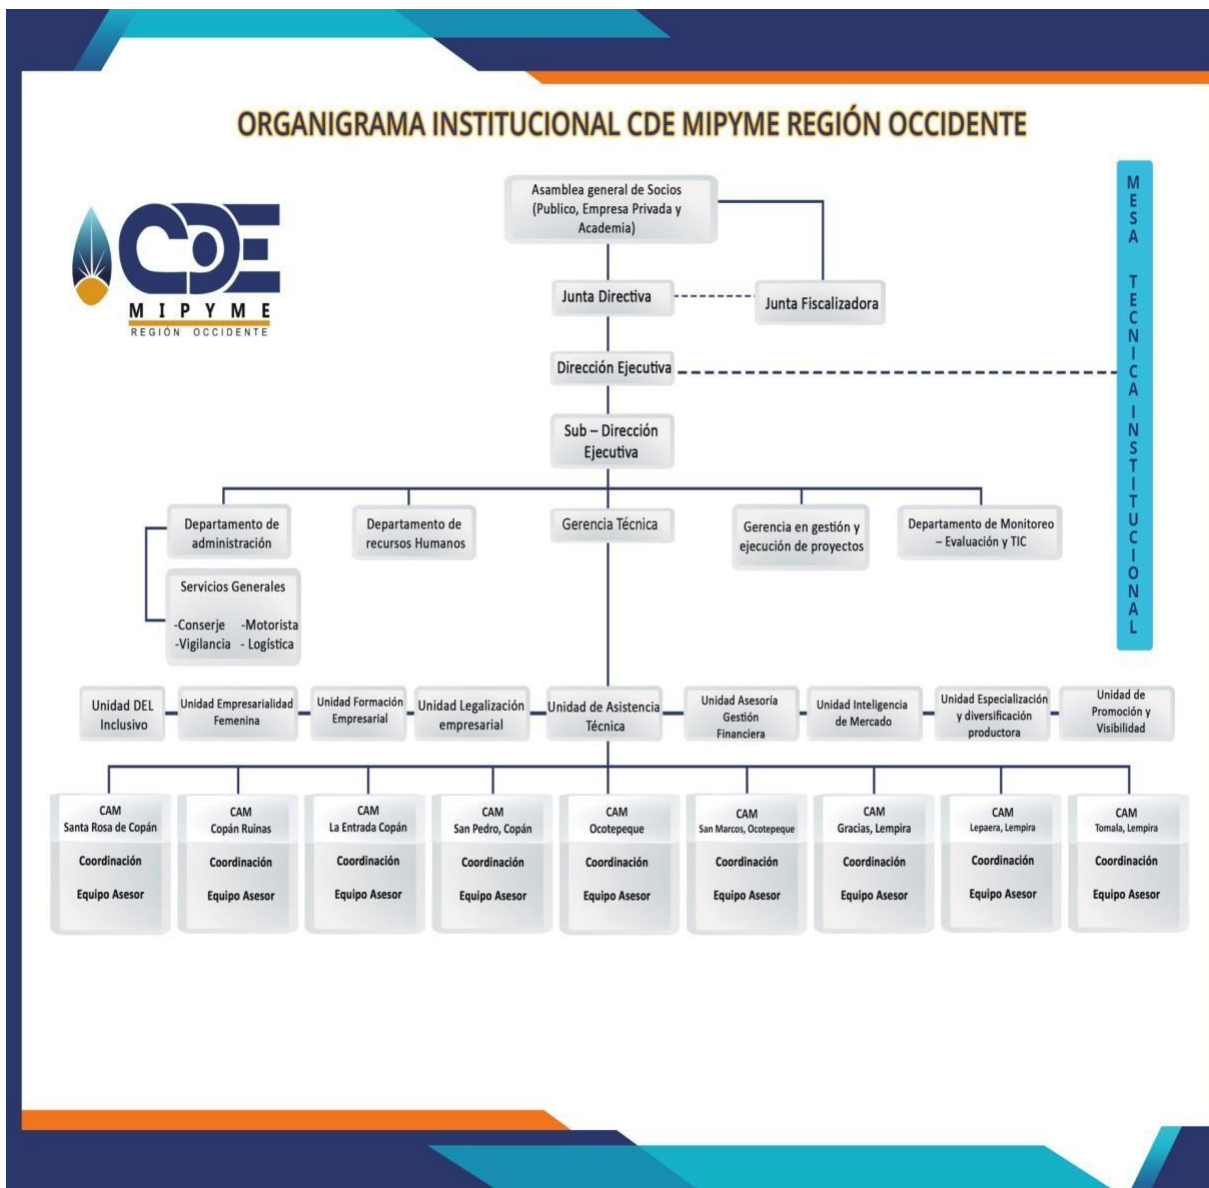 ORGANIGRAMA INSTITUCIONAL CDE MIPYME REGIÓN OCCIDENTE
CDE
MIPYME
REGIÓN OCCIDENTE
Asamblea general de Socios
(Publico, Empresa Privada y
Academia)
Junta Directiva
Junta Fiscalizadora
Dirección Ejecutiva
Sub – Dirección
Ejecutiva
MESA TECNICA INSTITUCIONAL
Departamento de
administración
Departamento de
recursos Humanos
Gerencia Técnica
Gerencia en gestión y
ejecución de proyectos
Departamento de Monitoreo
– Evaluación y TIC
Servicios Generales
-Conserje -Motorista
-Vigilancia - Logística
Unidad DEL
Inclusivo
Unidad Empresarialidad
Femenina
Unidad Formación
Empresarial
Unidad Legalización
empresarial
Unidad de Asistencia
Técnica
Unidad Asesoría
Gestión
Financiera
Unidad Inteligencia
de Mercado
Unidad Especialización
y diversificación
productora
Unidad de
Promoción y
Visibilidad
CAM
Santa Rosa de Copán
Coordinación
Equipo Asesor
CAM
Copán Ruinas
Coordinación
Equipo Asesor
CAM
La Entrada Copán
Coordinación
Equipo Asesor
CAM
San Pedro, Copán
Coordinación
Equipo Asesor
CAM
Ocotepeque
Coordinación
Equipo Asesor
CAM
San Marcos, Ocotepeque
Coordinación
Equipo Asesor
CAM
Gracias, Lempira
Coordinación
Equipo Asesor
CAM
Lepaera, Lempira
Coordinación
Equipo Asesor
CAM
Tomala, Lempira
Coordinación
Equipo Asesor